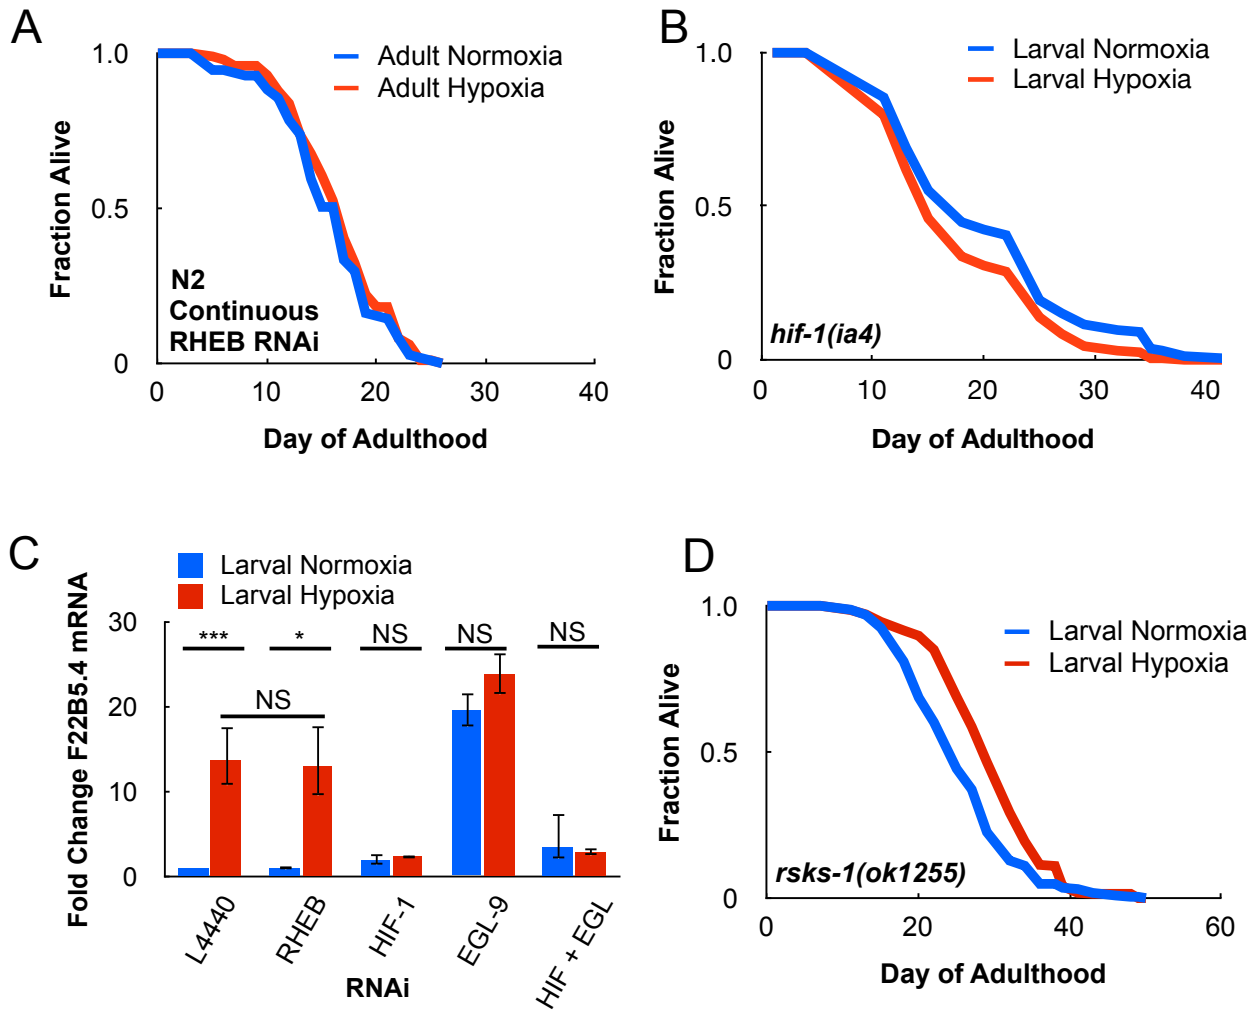 A
Adult Normoxia
Adult Hypoxia
Fraction Alive
1.0
0.5
0
N2
Continuous
RHEB RNAi
0 10 20 30 40
Day of Adulthood
B
Larval Normoxia
Larval Hypoxia
Fraction Alive
1.0
0.5
0
hif-1(ia4)
0 10 20 30 40
Day of Adulthood
C
Larval Normoxia
Larval Hypoxia
Fold Change F22B5.4 mRNA
30
20
10
0
*** * NS NS NS
NS
L4440 RHEB HIF-1 EGL-9 HIF + EGL
RNAi
D
Larval Normoxia
Larval Hypoxia
Fraction Alive
1.0
0.5
0
rsks-1(ok1255)
0 20 40 60
Day of Adulthood